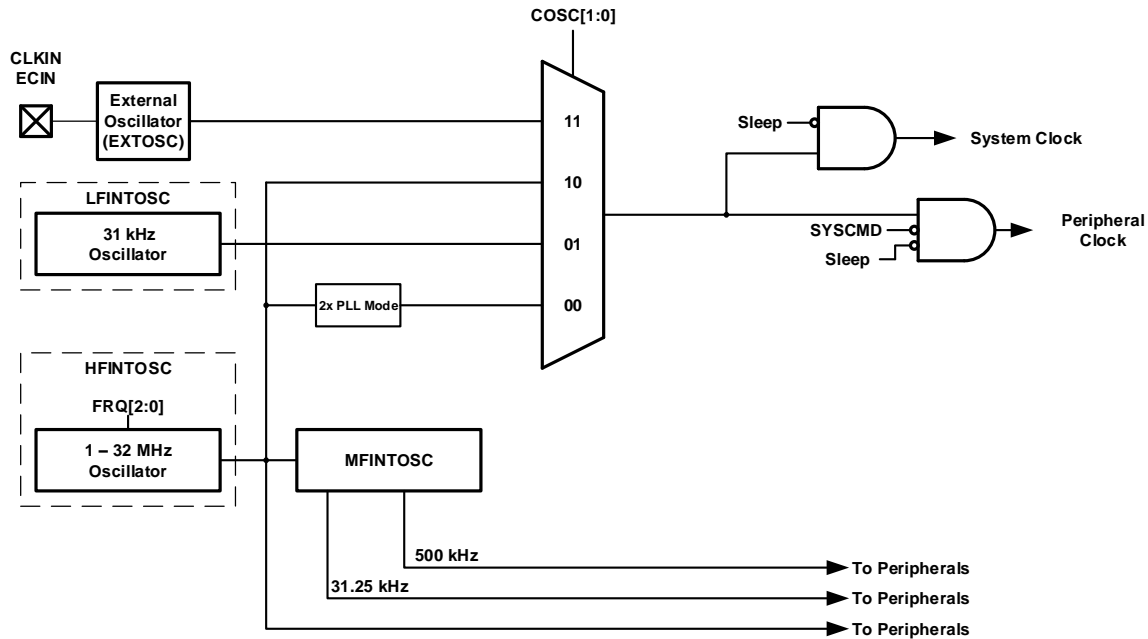 COSC[1:0]
CLKIN
ECIN
External
Oscillator
(EXTOSC)
11
Sleep
System Clock
10
LFINTOSC
31 kHz
Oscillator
01
SYSCMD
Sleep
Peripheral
Clock
2x PLL Mode
00
HFINTOSC
FRQ[2:0]
1 – 32 MHz
Oscillator
MFINTOSC
500 kHz
To Peripherals
31.25 kHz
To Peripherals
To Peripherals